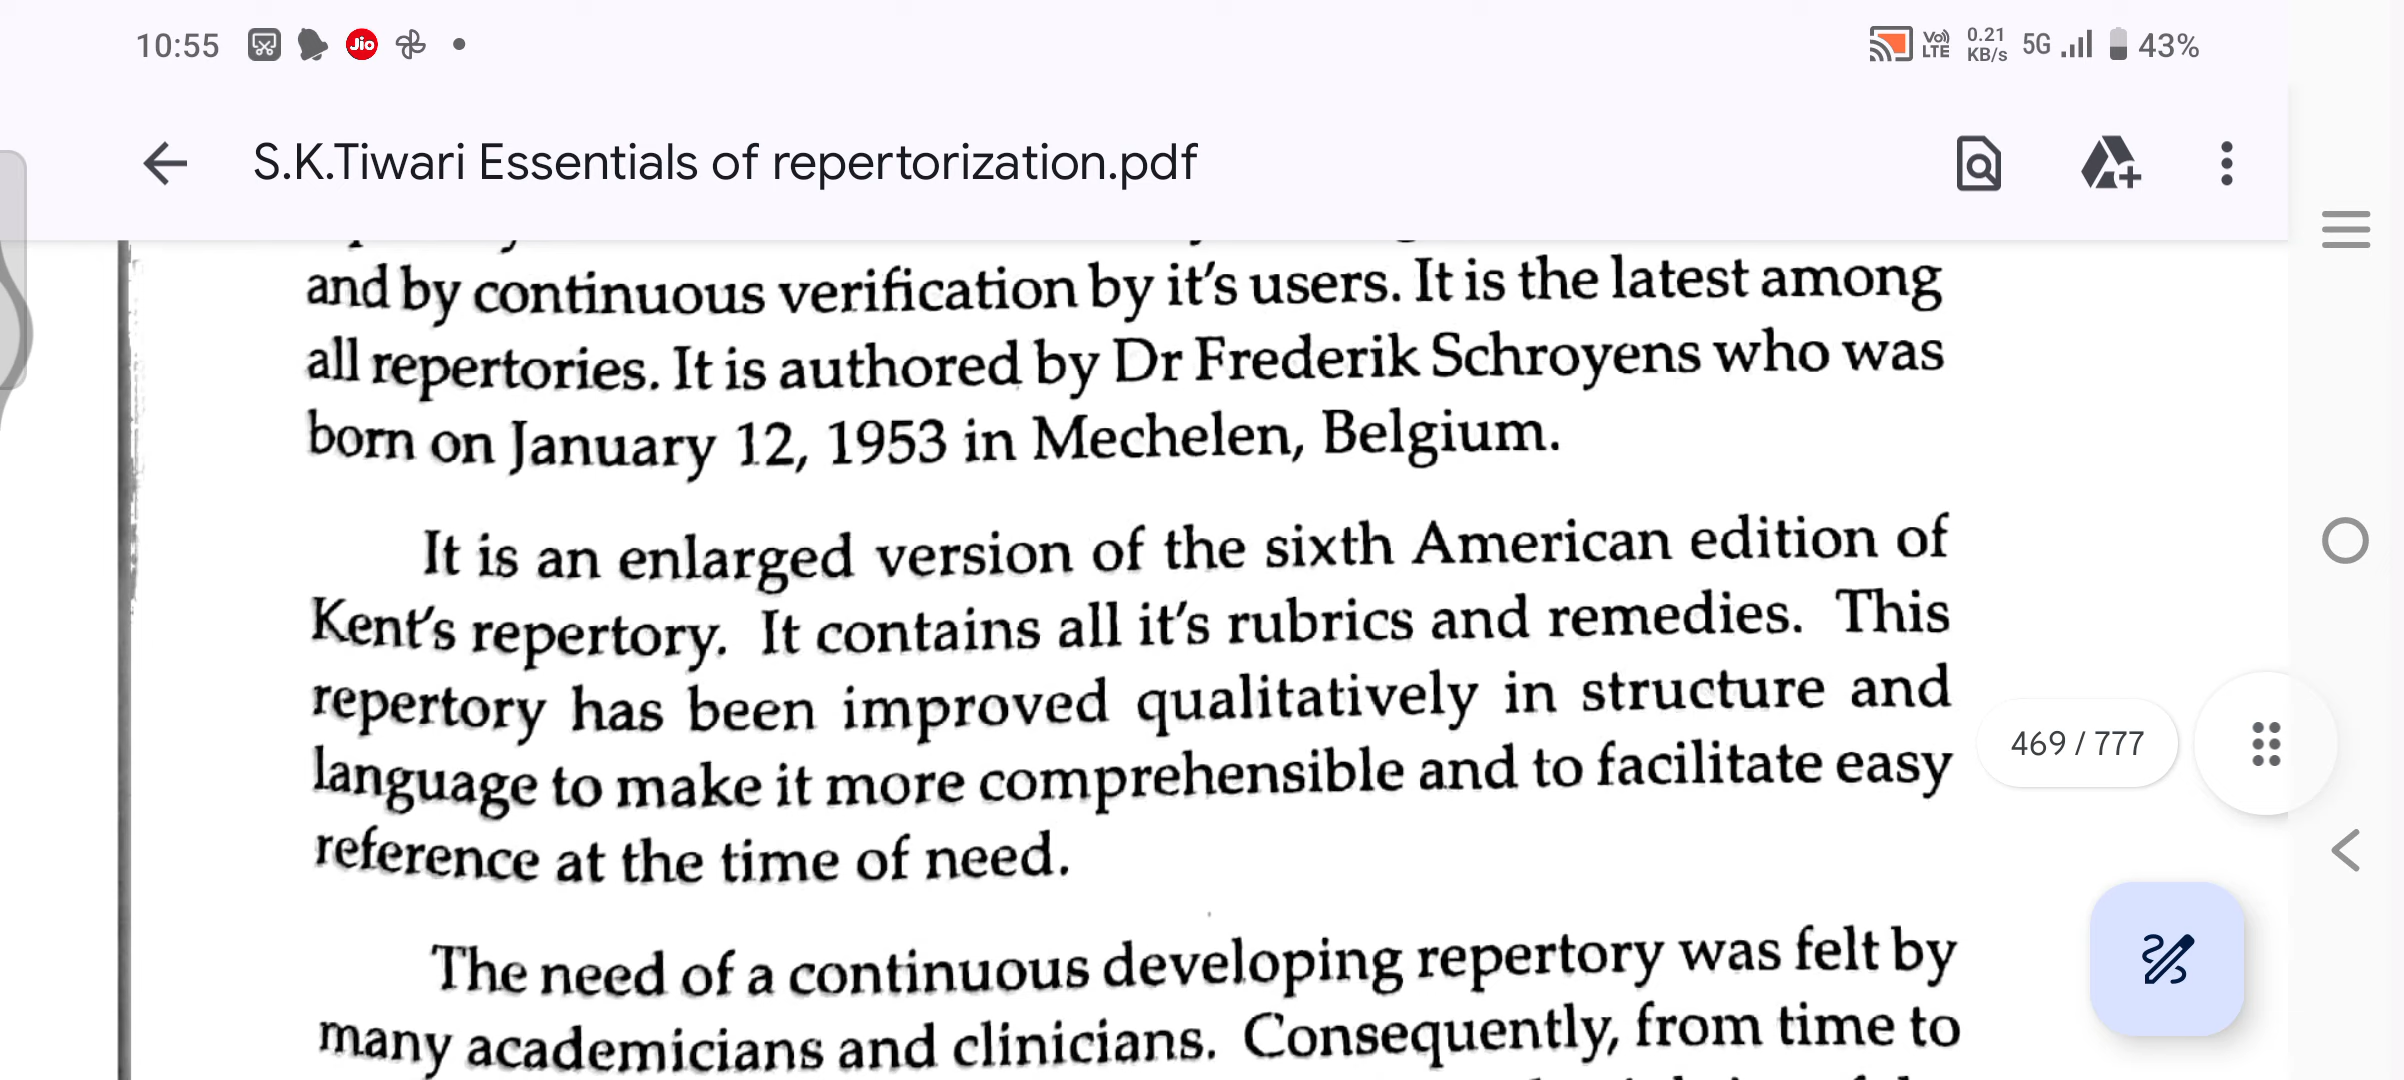 10:55 Jio VoLTE 0.21 KB/s 5G 43%
S.K.Tiwari Essentials of repertorization.pdf
and by continuous verification by it's users. It is the latest among
all repertories. It is authored by Dr Frederik Schroyens who was
born on January 12, 1953 in Mechelen, Belgium.
It is an enlarged version of the sixth American edition of
Kent's repertory. It contains all it's rubrics and remedies. This
repertory has been improved qualitatively in structure and
language to make it more comprehensible and to facilitate easy
reference at the time of need.
469 / 777
The need of a continuous developing repertory was felt by
many academicians and clinicians. Consequently, from time to